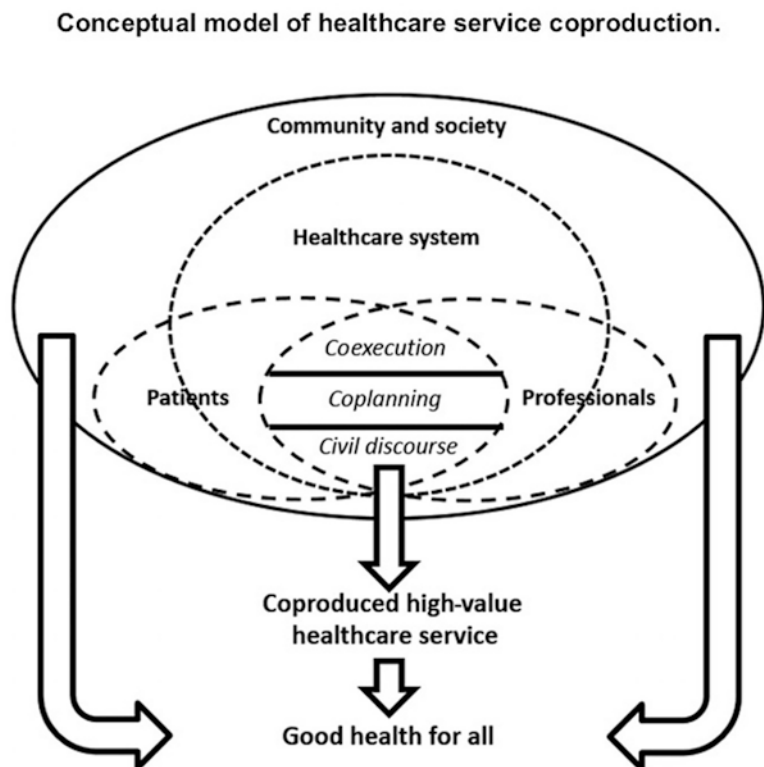 Conceptual model of healthcare service coproduction.
Community and society
Healthcare system
Coexecution
Patients
Coplanning
Professionals
Civil discourse
Coproduced high-value
healthcare service
Good health for all